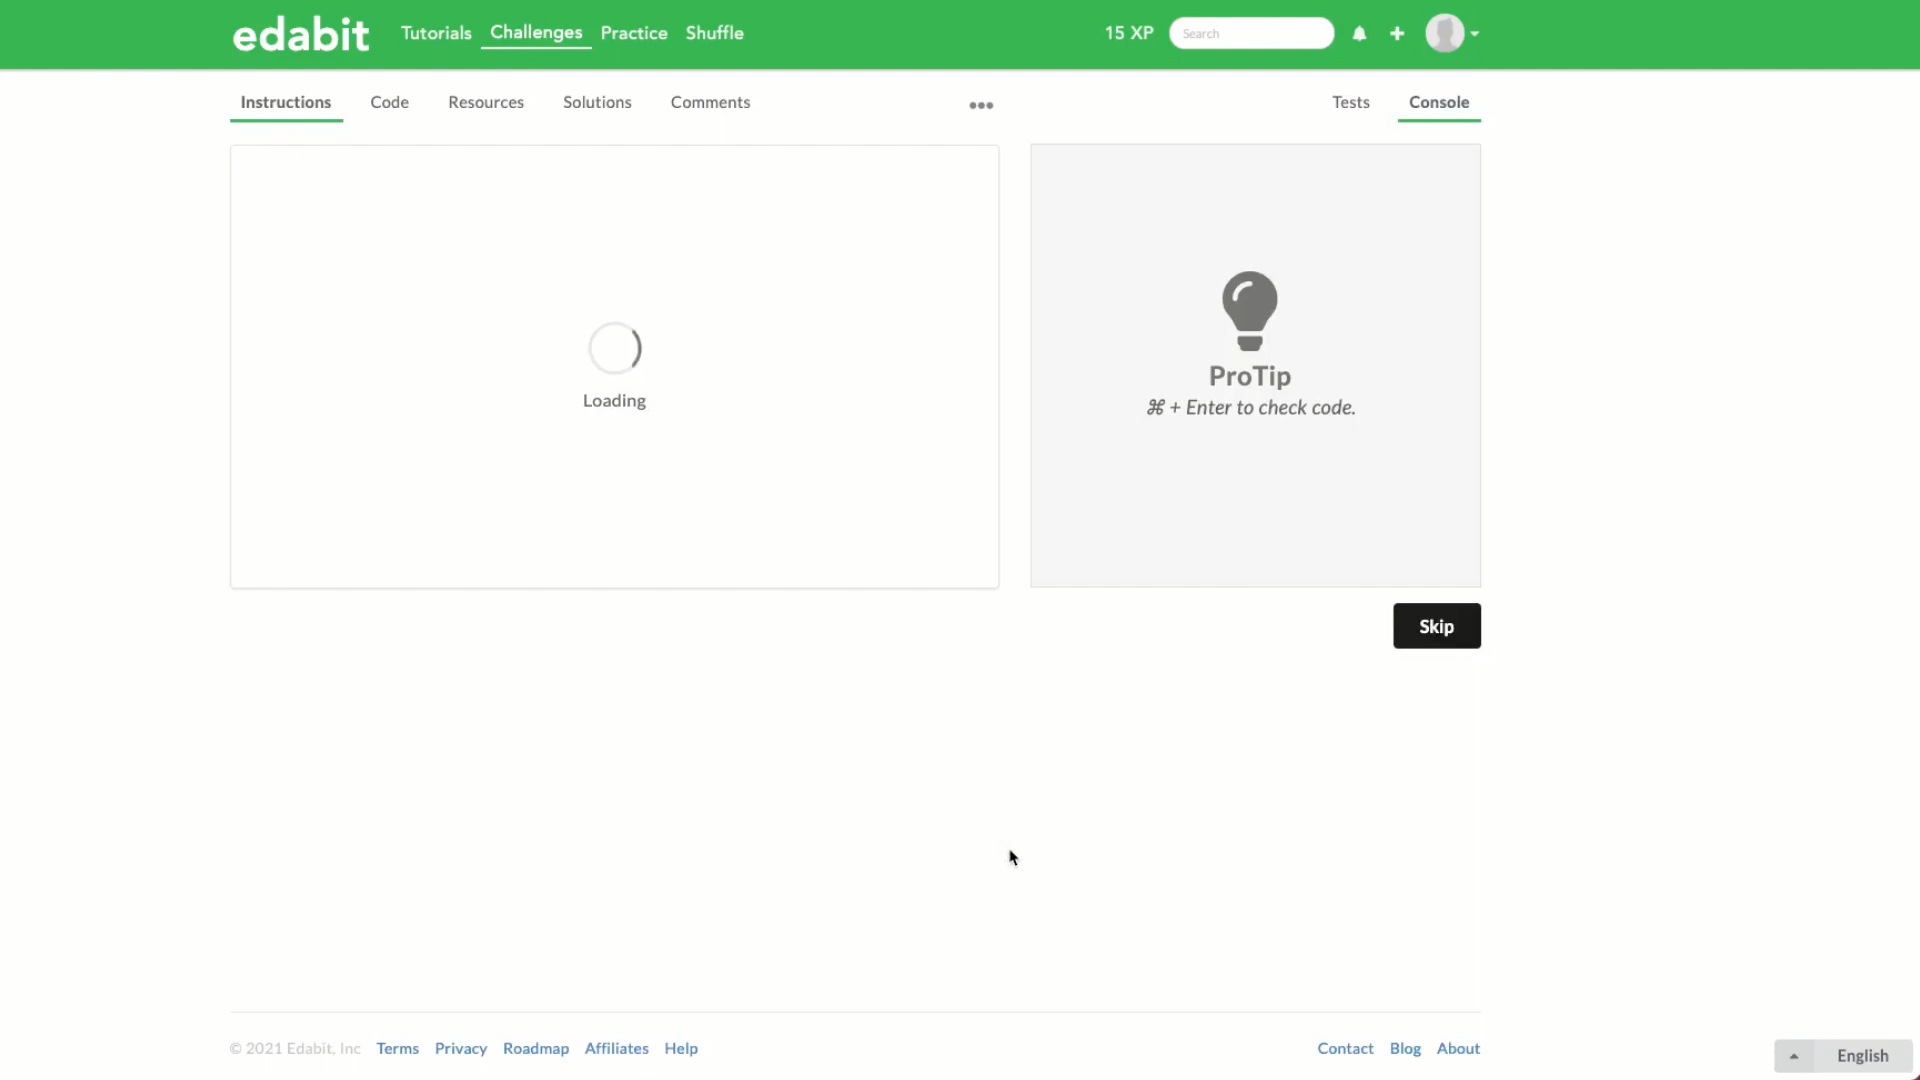 edabit Tutorials Challenges Practice Shuffle 15 XP Search
Instructions Code Resources Solutions Comments ••• Tests Console
Loading
ProTip
⌘ + Enter to check code.
Skip
© 2021 Edabit, Inc Terms Privacy Roadmap Affiliates Help Contact Blog About
English